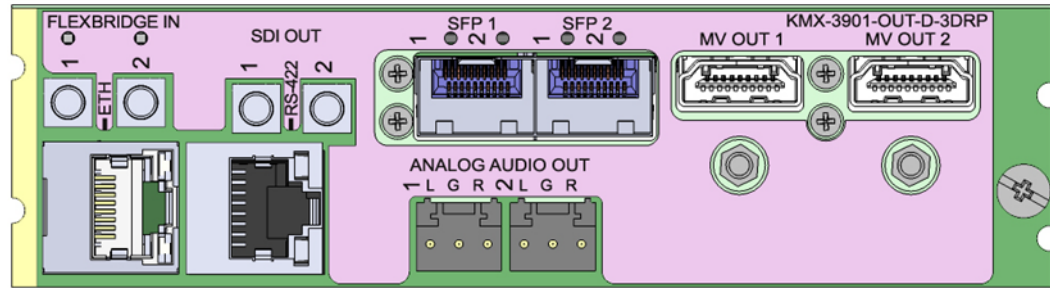 FLEXBRIDGE IN
1 2
ETH
SDI OUT
1 2
RS-422
SFP 1 SFP 2
1 2 1 2
KMX-3901-OUT-D-3DRP
MV OUT 1 MV OUT 2
ANALOG AUDIO OUT
1 L G R 2 L G R